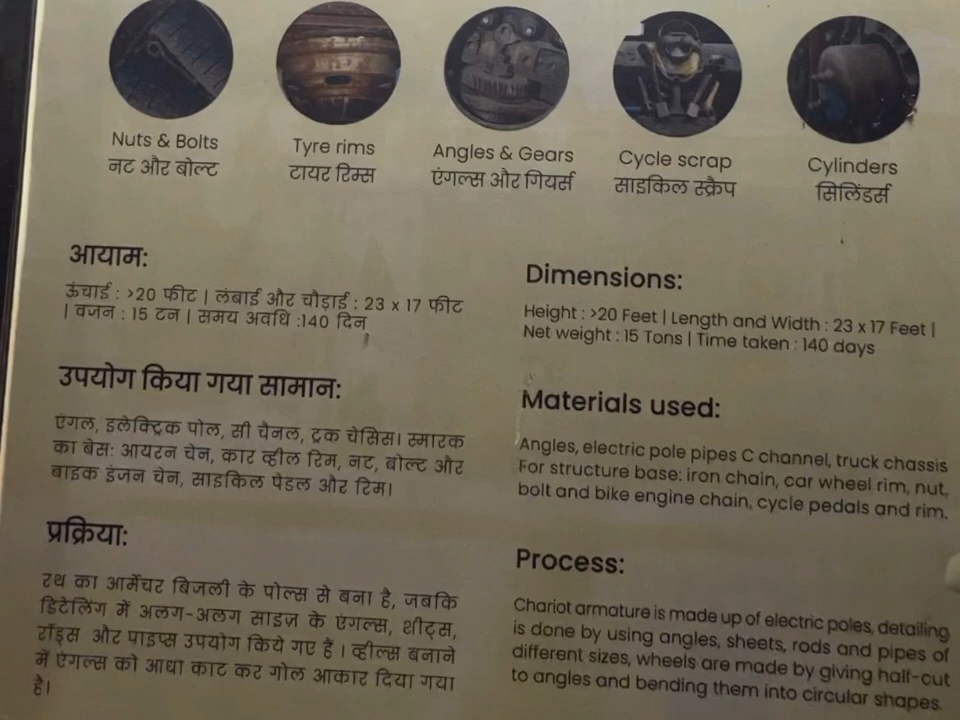 Nuts & Bolts
नट और बोल्ट
Tyre rims
टायर रिम्स
Angles & Gears
एंगल्स और गियर्स
Cycle scrap
साइकिल स्क्रैप
Cylinders
सिलिंडर्स
आयाम:
ऊंचाई : >20 फीट | लंबाई और चौड़ाई : 23 x 17 फीट
| वजन : 15 टन | समय अवधि :140 दिन
उपयोग किया गया सामान:
एंगल, इलेक्ट्रिक पोल, सी चैनल, ट्रक चेसिस। स्मारक
का बेस: आयरन चेन, कार व्हील रिम, नट, बोल्ट और
बाइक इंजन चेन, साइकिल पेडल और रिम।
प्रक्रिया:
रथ का आर्मेचर बिजली के पोल्स से बना है, जबकि
डिटेलिंग में अलग-अलग साइज़ के एंगल्स, शीट्स,
रॉड्स और पाइप्स उपयोग किये गए हैं । व्हील्स बनाने
में एंगल्स को आधा काट कर गोल आकार दिया गया
है।
Dimensions:
Height : >20 Feet | Length and Width : 23 x 17 Feet |
Net weight : 15 Tons | Time taken : 140 days
Materials used:
Angles, electric pole pipes C channel, truck chassis
For structure base: iron chain, car wheel rim, nut,
bolt and bike engine chain, cycle pedals and rim.
Process:
Chariot armature is made up of electric poles, detailing
is done by using angles, sheets, rods and pipes of
different sizes, wheels are made by giving half-cut
to angles and bending them into circular shapes.